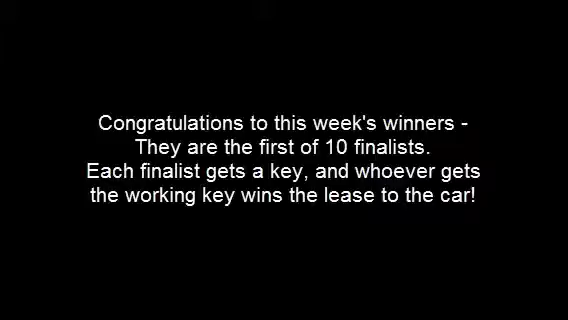 Congratulations to this week's winners -
They are the first of 10 finalists.
Each finalist gets a key, and whoever gets
the working key wins the lease to the car!